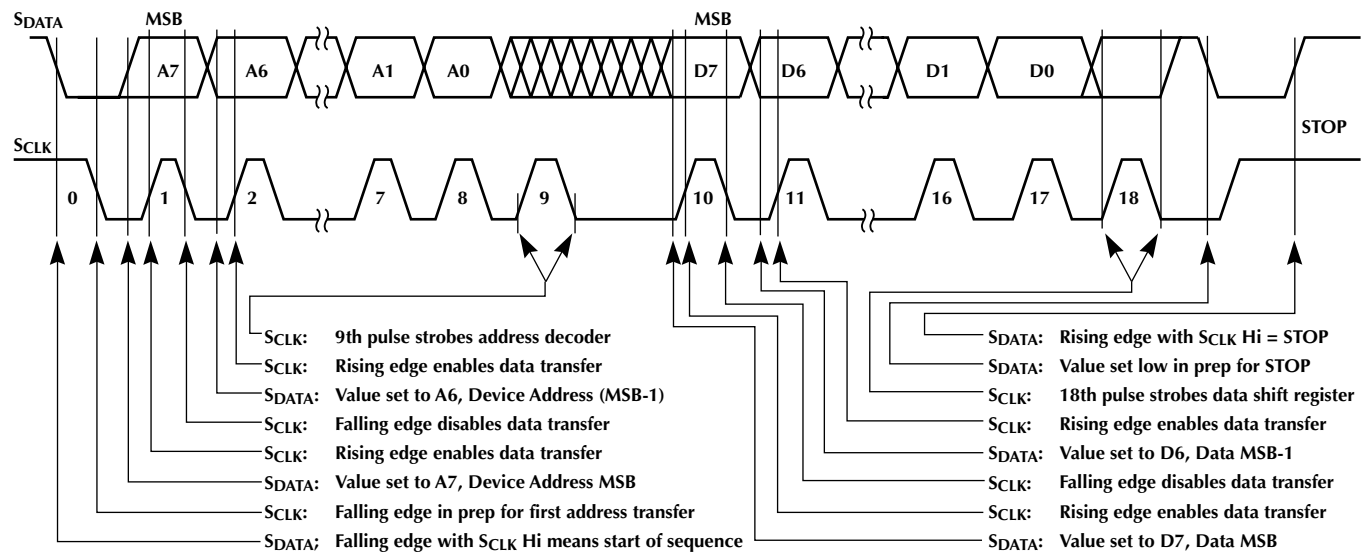 SDATA MSB MSB
A7 A6 A1 A0 D7 D6 D1 D0
SCLK STOP
0 1 2 7 8 9 10 11 16 17 18
SCLK: 9th pulse strobes address decoder
SCLK: Rising edge enables data transfer
SDATA: Value set to A6, Device Address (MSB-1)
SCLK: Falling edge disables data transfer
SCLK: Rising edge enables data transfer
SDATA: Value set to A7, Device Address MSB
SCLK: Falling edge in prep for first address transfer
SDATA; Falling edge with SCLK Hi means start of sequence
SDATA: Rising edge with SCLK Hi = STOP
SDATA: Value set low in prep for STOP
SCLK: 18th pulse strobes data shift register
SCLK: Rising edge enables data transfer
SDATA: Value set to D6, Data MSB-1
SCLK: Falling edge disables data transfer
SCLK: Rising edge enables data transfer
SDATA: Value set to D7, Data MSB